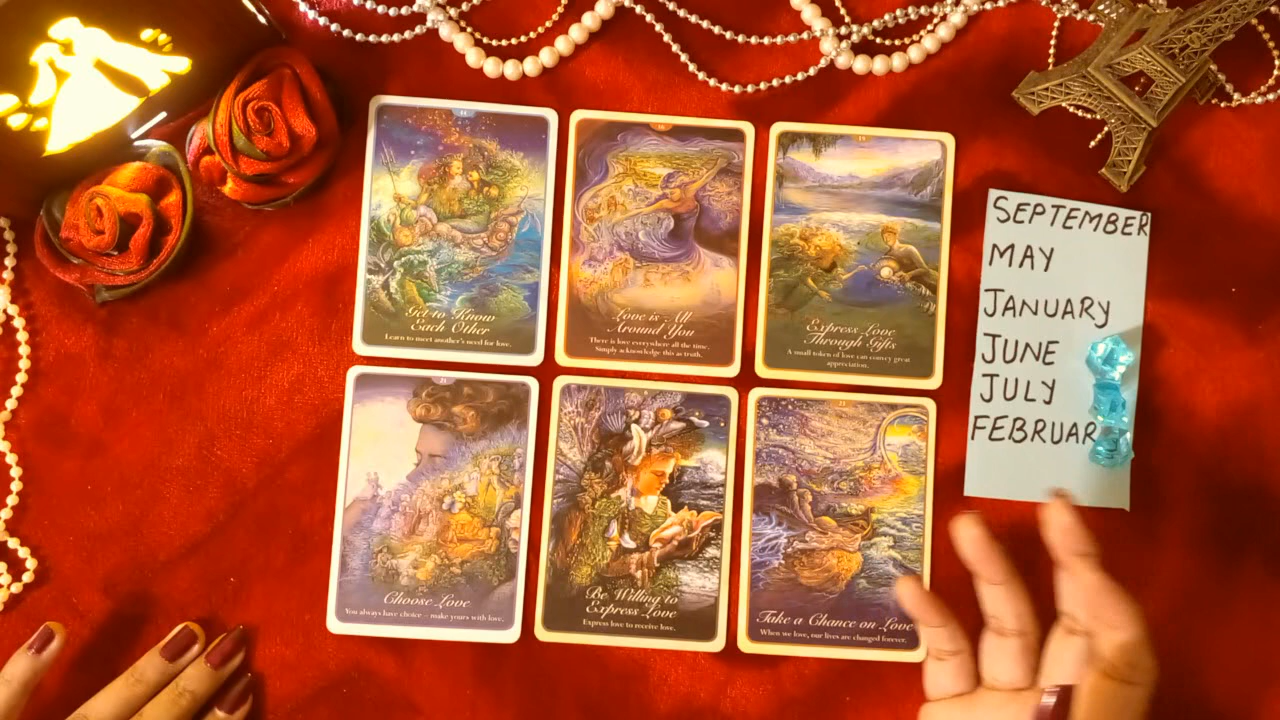 Get to Know
Each Other
Learn to meet another's need for love.
Love is All
Around You
There is love everywhere all the time.
Simply acknowledge this as truth.
Express Love
Through Gifts
A small token of love can convey great
appreciation.
Choose Love
You always have choice – make yours with love.
Be Willing to
Express Love
Express love to receive love.
21
Take a Chance on Love
When we love, our lives are changed forever.
SEPTEMBER
MAY
JANUARY
JUNE
JULY
FEBRUAR